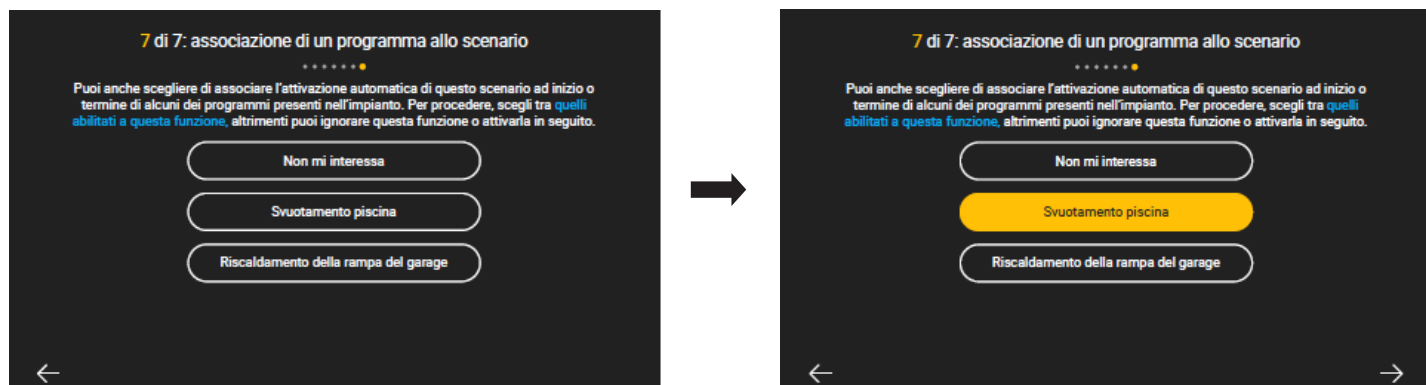 7 di 7: associazione di un programma allo scenario
Puoi anche scegliere di associare l'attivazione automatica di questo scenario ad inizio o
termine di alcuni dei programmi presenti nell'impianto. Per procedere, scegli tra quelli
abilitati a questa funzione, altrimenti puoi ignorare questa funzione o attivarla in seguito.
Non mi interessa
Svuotamento piscina
Riscaldamento della rampa del garage
7 di 7: associazione di un programma allo scenario
Puoi anche scegliere di associare l'attivazione automatica di questo scenario ad inizio o
termine di alcuni dei programmi presenti nell'impianto. Per procedere, scegli tra quelli
abilitati a questa funzione, altrimenti puoi ignorare questa funzione o attivarla in seguito.
Non mi interessa
Svuotamento piscina
Riscaldamento della rampa del garage